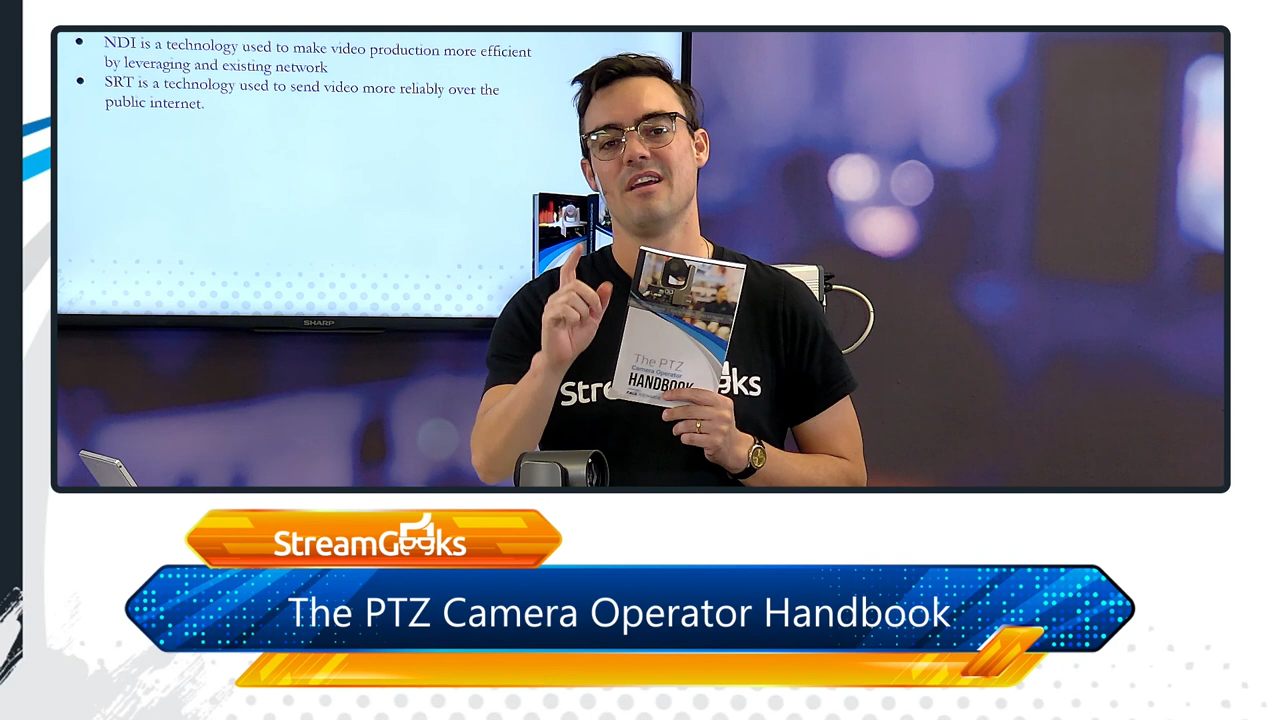 NDI is a technology used to make video production more efficient
by leveraging and existing network
SRT is a technology used to send video more reliably over the
public internet.
SHARP
The PTZ
Camera Operator
HANDBOOK
StreamGeeks
The PTZ Camera Operator Handbook